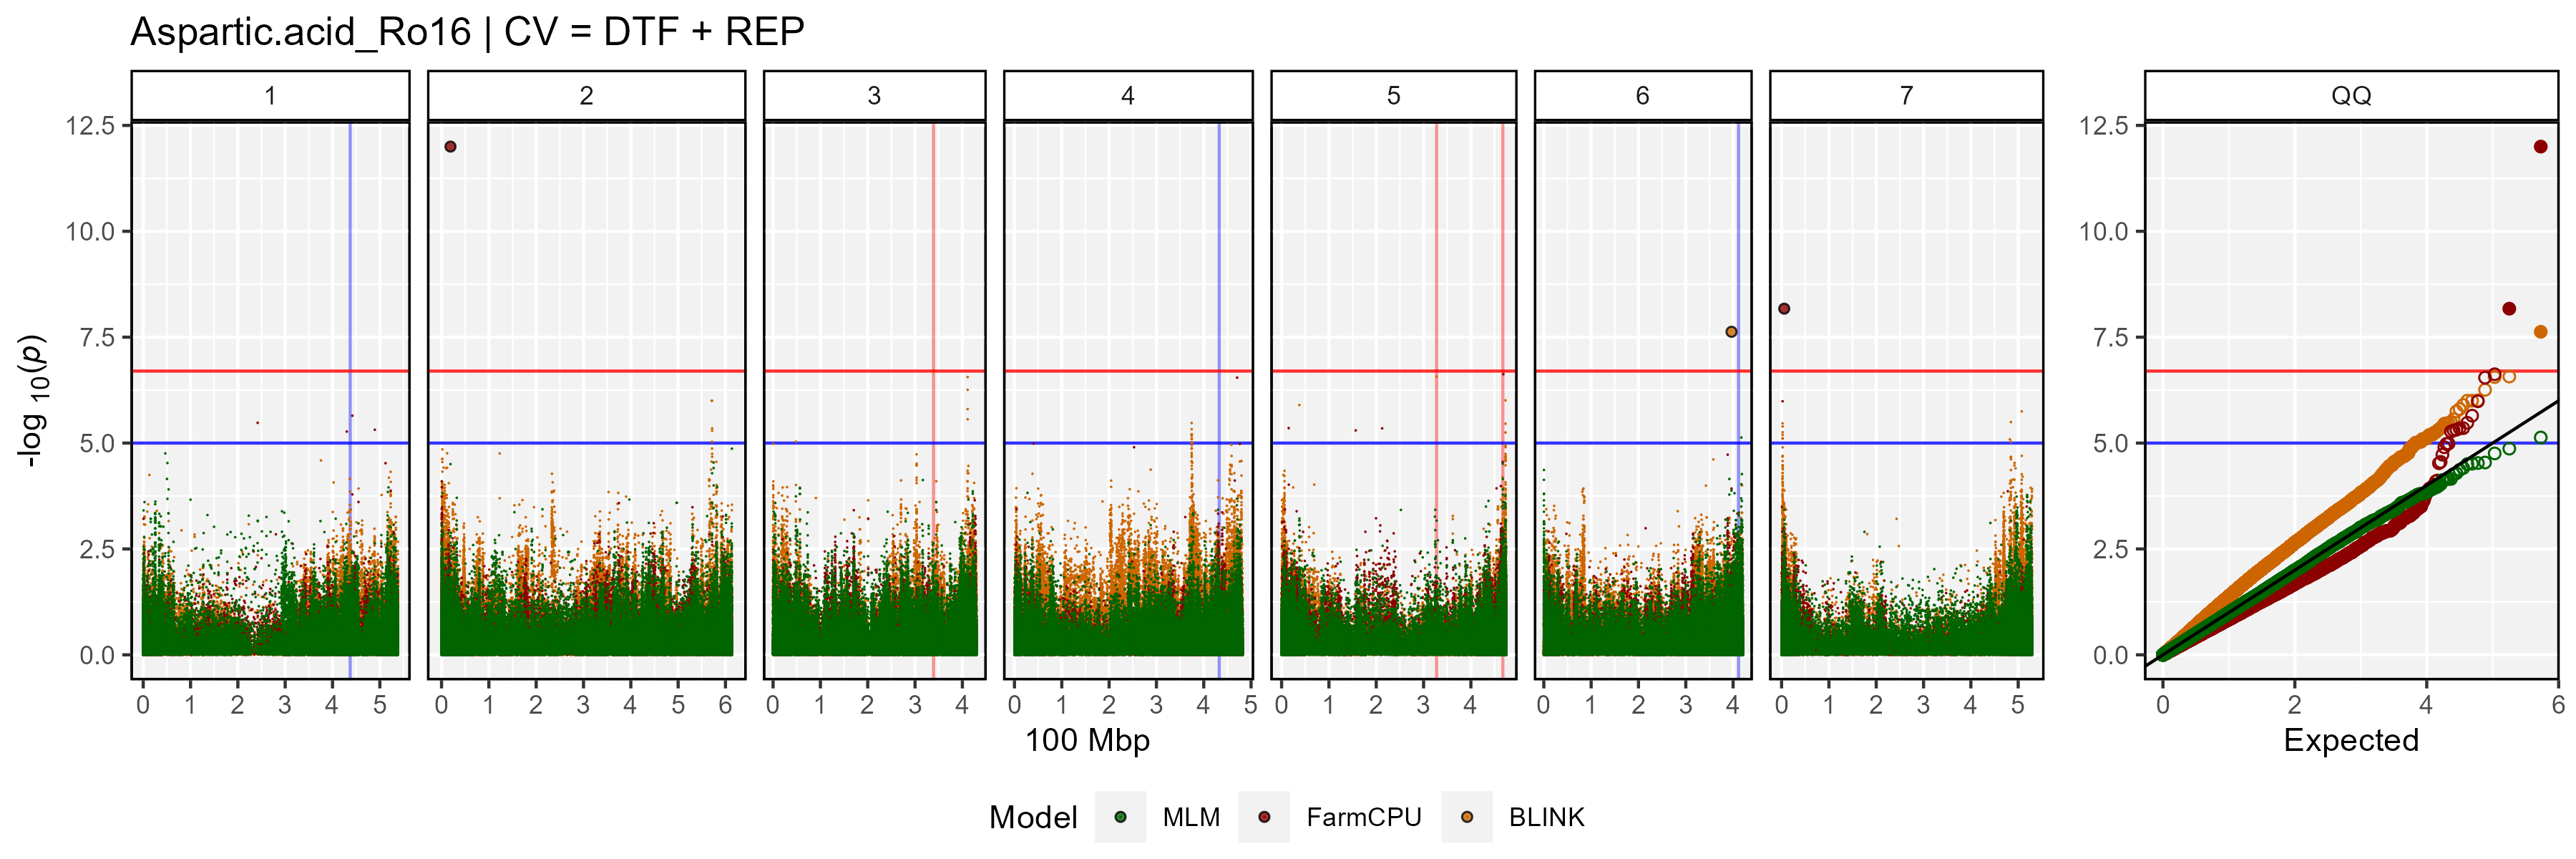 Aspartic.acid_Ro16 | CV = DTF + REP
1 2 3 4 5 6 7 QQ
12.5 12.5
10.0 10.0
7.5 7.5
5.0 5.0
2.5 2.5
0.0 0.0
-log 10(p)
0 1 2 3 4 5 0 1 2 3 4 5 6 0 1 2 3 4 0 1 2 3 4 5 0 1 2 3 4 0 1 2 3 4 0 1 2 3 4 5 0 2 4 6
100 Mbp Expected
Model MLM FarmCPU BLINK